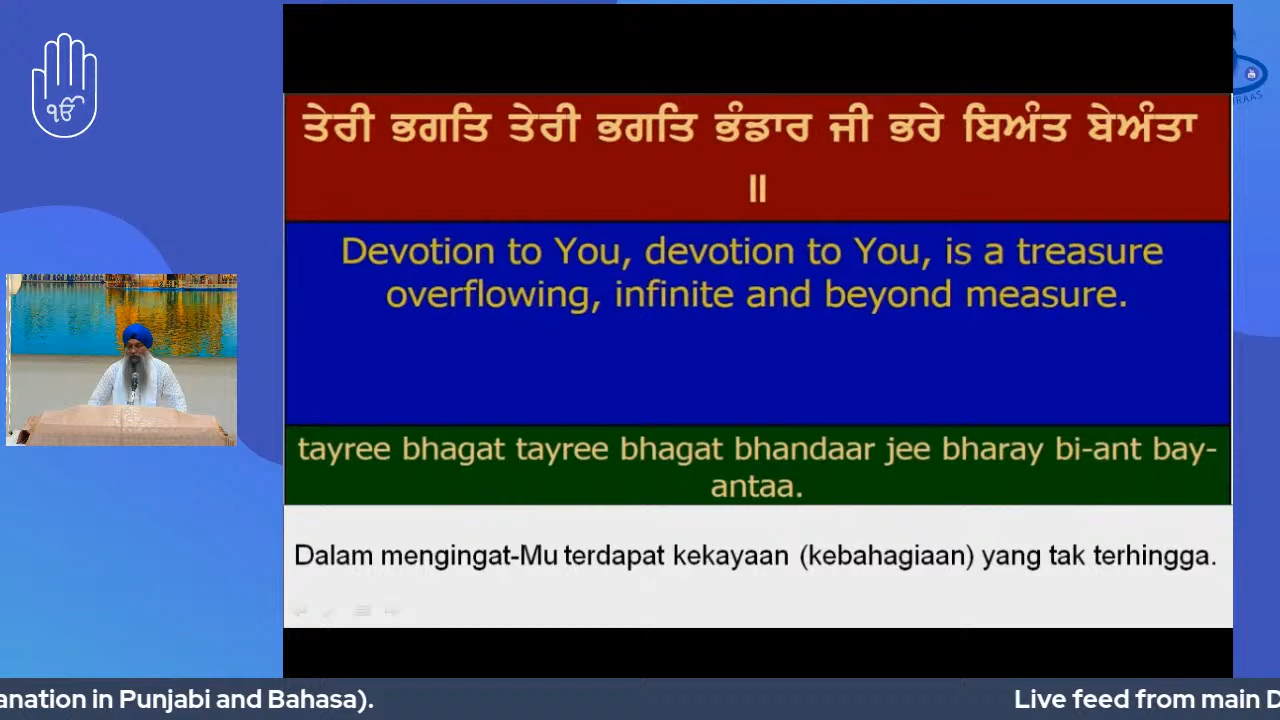 ੴ
ਤੇਰੀ ਭਗਤਿ ਤੇਰੀ ਭਗਤਿ ਭੰਡਾਰ ਜੀ ਭਰੇ ਬਿਅੰਤ ਬੇਅੰਤਾ
॥
Devotion to You, devotion to You, is a treasure
overflowing, infinite and beyond measure.
tayree bhagat tayree bhagat bhandaar jee bharay bi-ant bay-
antaa.
Dalam mengingat-Mu terdapat kekayaan (kebahagiaan) yang tak terhingga.
anation in Punjabi and Bahasa).
Live feed from main D